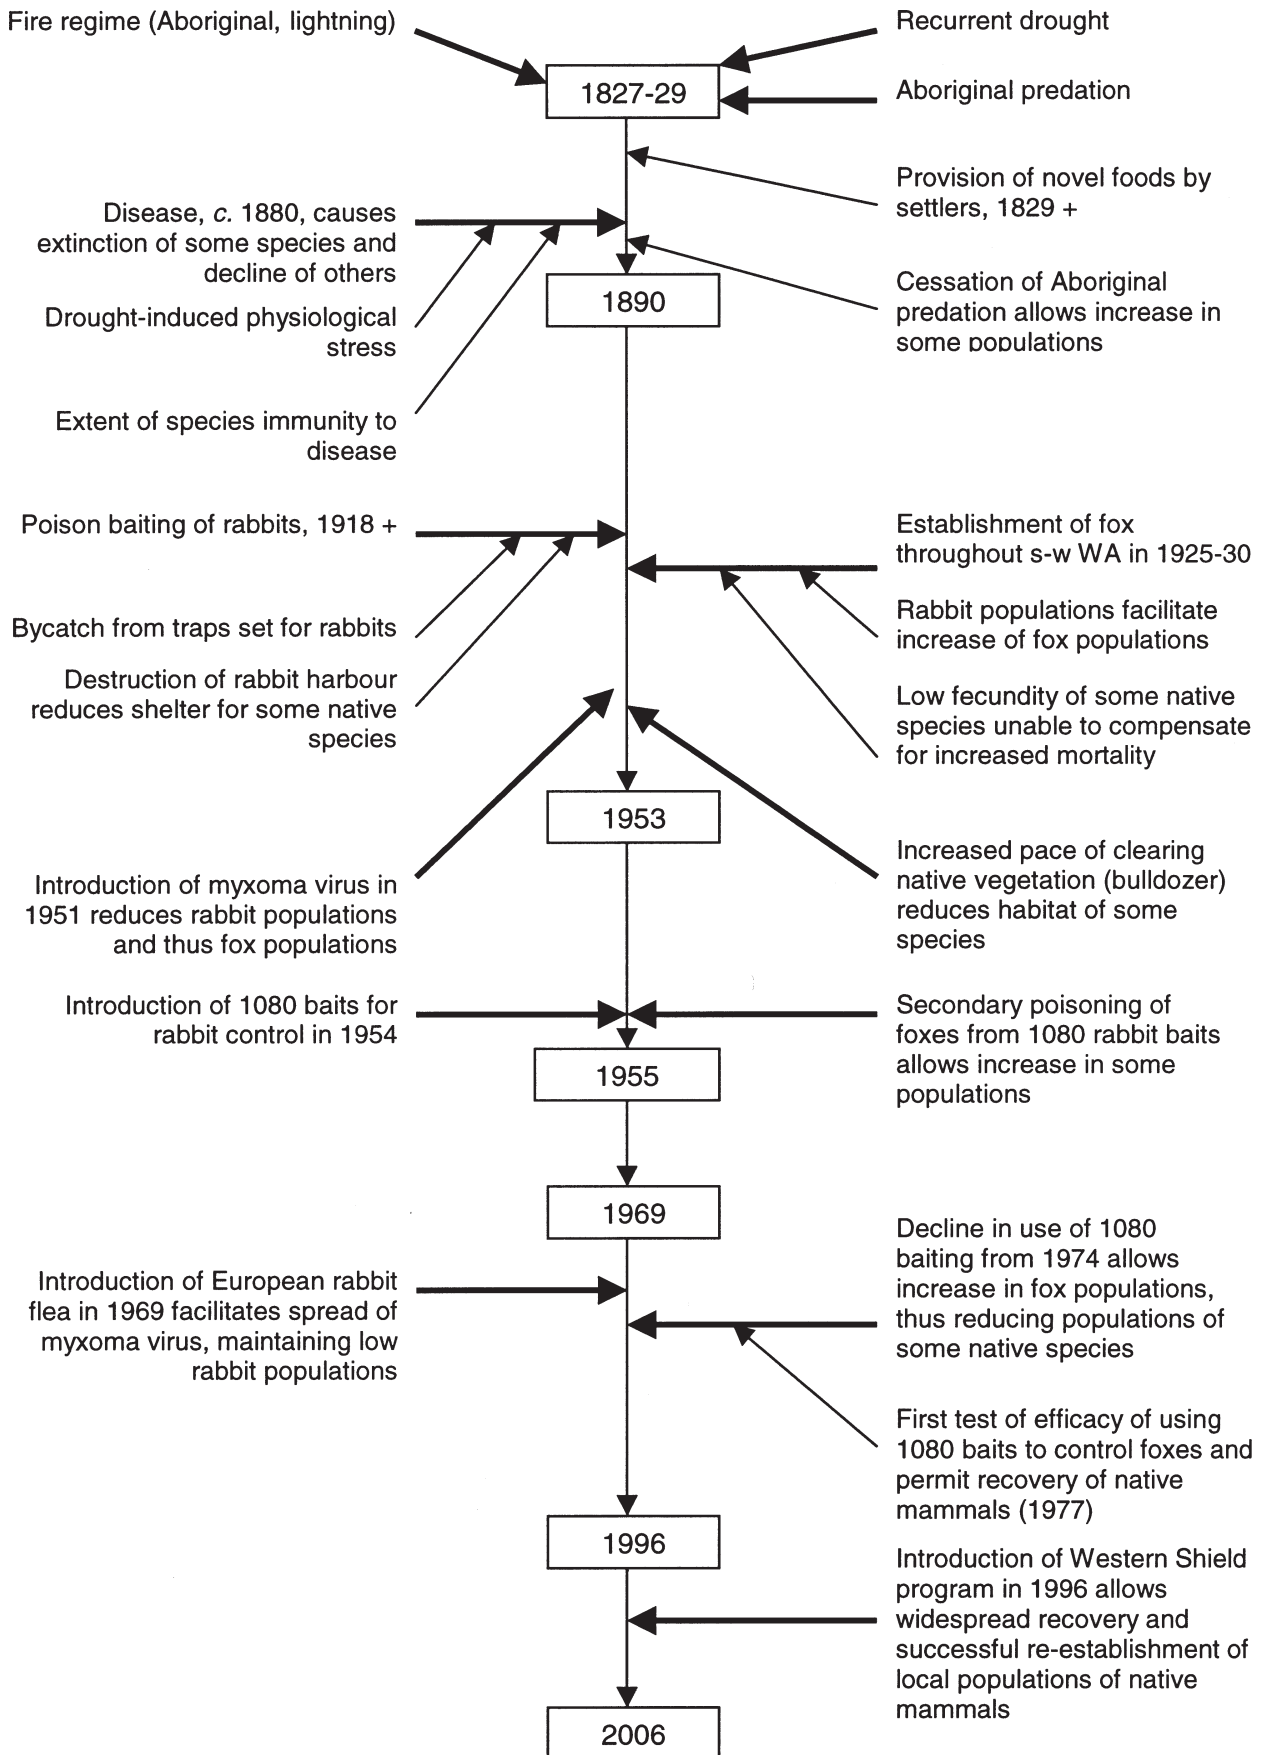 Fire regime (Aboriginal, lightning)
Recurrent drought
1827-29
Aboriginal predation
Provision of novel foods by
settlers, 1829 +
Disease, c. 1880, causes
extinction of some species and
decline of others
Cessation of Aboriginal
predation allows increase in
some populations
1890
Drought-induced physiological
stress
Extent of species immunity to
disease
Poison baiting of rabbits, 1918 +
Establishment of fox
throughout s-w WA in 1925-30
Bycatch from traps set for rabbits
Rabbit populations facilitate
increase of fox populations
Destruction of rabbit harbour
reduces shelter for some native
species
Low fecundity of some native
species unable to compensate
for increased mortality
1953
Introduction of myxoma virus in
1951 reduces rabbit populations
and thus fox populations
Increased pace of clearing
native vegetation (bulldozer)
reduces habitat of some
species
Introduction of 1080 baits for
rabbit control in 1954
Secondary poisoning of
foxes from 1080 rabbit baits
allows increase in some
populations
1955
1969
Introduction of European rabbit
flea in 1969 facilitates spread of
myxoma virus, maintaining low
rabbit populations
Decline in use of 1080
baiting from 1974 allows
increase in fox populations,
thus reducing populations of
some native species
First test of efficacy of using
1080 baits to control foxes and
permit recovery of native
mammals (1977)
1996
Introduction of Western Shield
program in 1996 allows
widespread recovery and
successful re-establishment of
local populations of native
mammals
2006